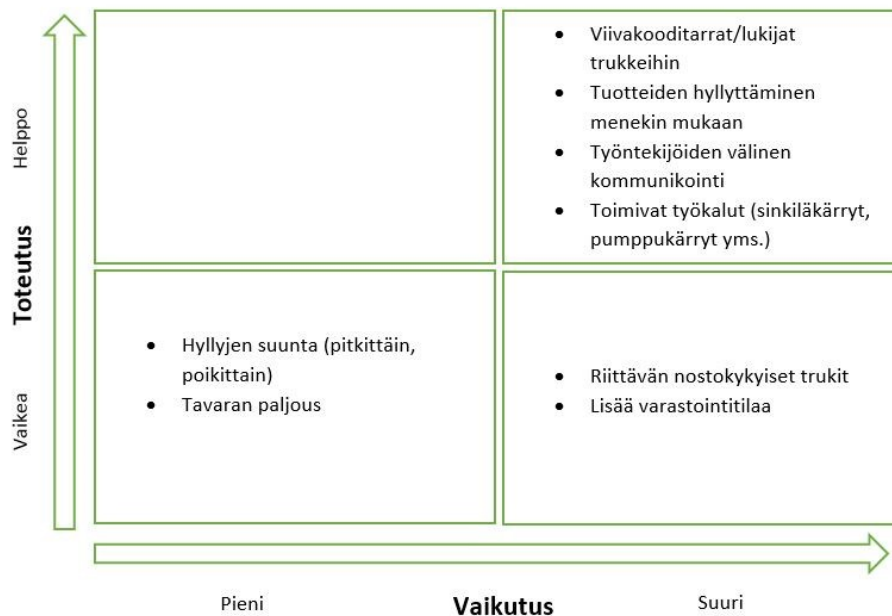 Viivakooditarrat/lukijat
trukkeihin
Tuotteiden hyllyttäminen
menekin mukaan
Työntekijöiden välinen
kommunikointi
Toimivat työkalut (sinkiläkärryt,
pumppukärryt yms.)
Helppo
Toteutus
Vaikea
Hyllyjen suunta (pitkittäin,
poikittain)
Tavaran paljous
Riittävän nostokykyiset trukit
Lisää varastointitilaa
Pieni
Vaikutus
Suuri